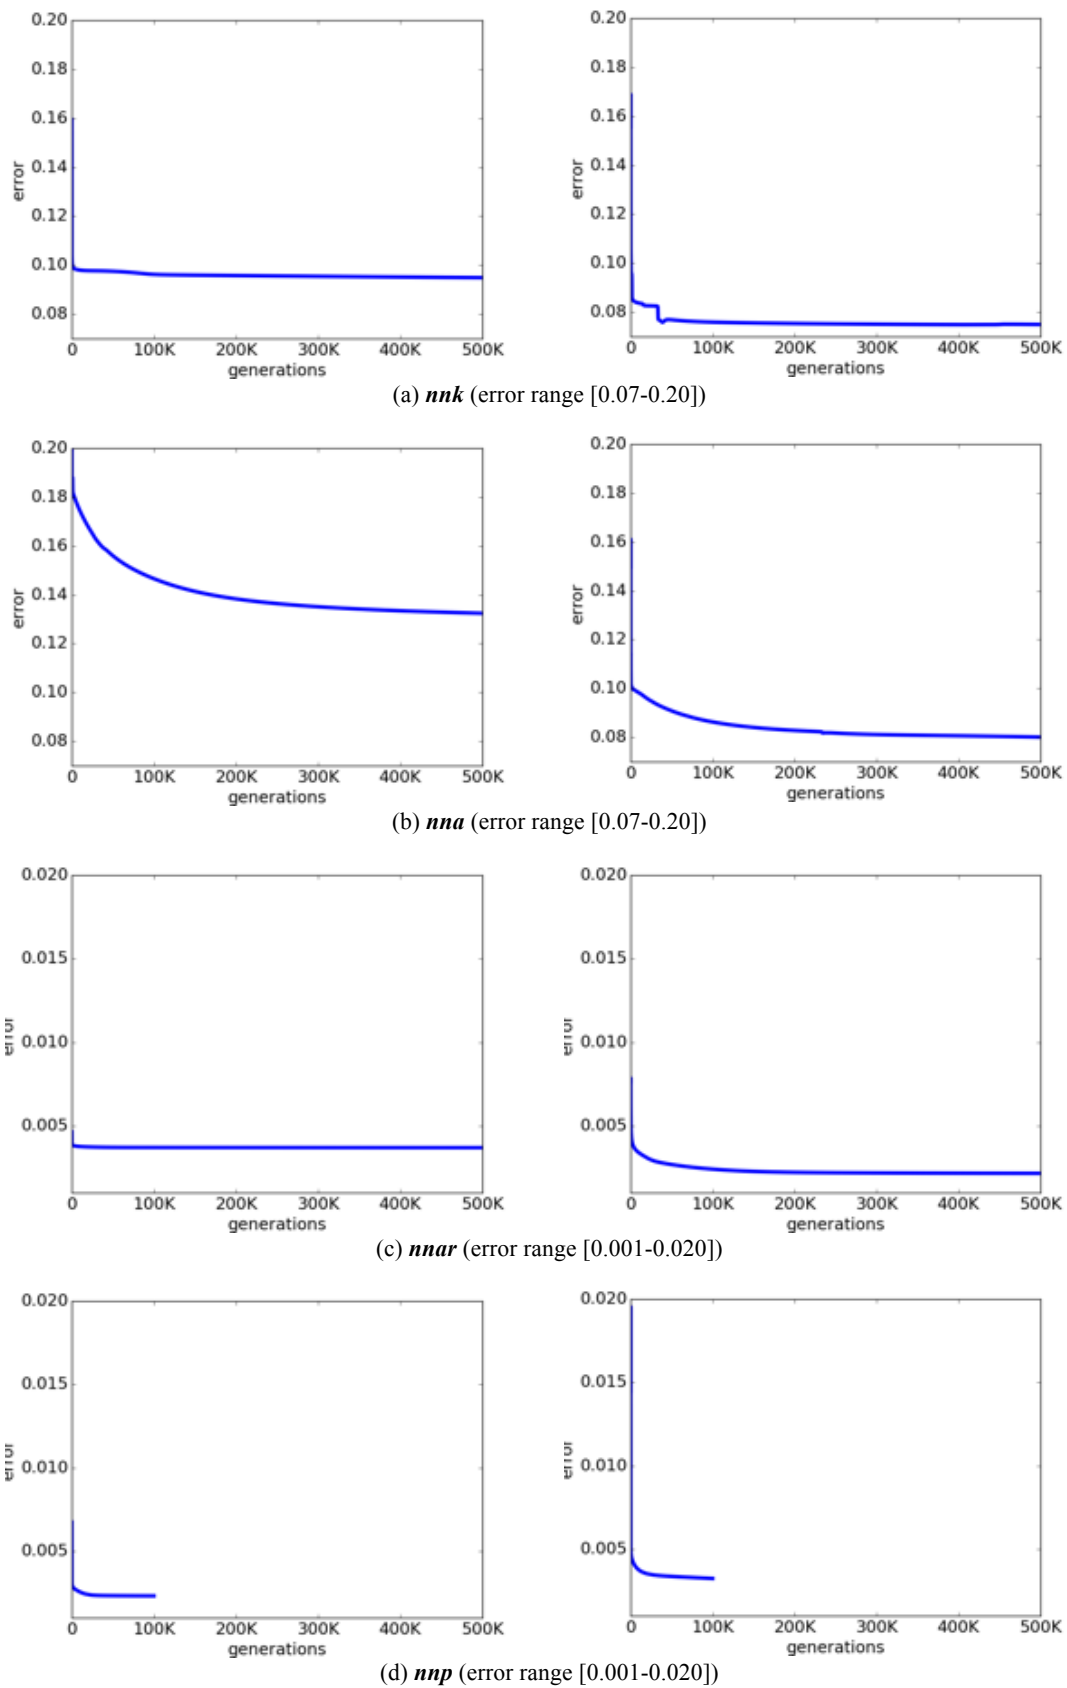 0.20
0.18
0.16
0.14
0.12
0.10
0.08
error
0 100K 200K 300K 400K 500K
generations
0.20
0.18
0.16
0.14
0.12
0.10
0.08
error
0 100K 200K 300K 400K 500K
generations
(a) nnk (error range [0.07-0.20])
0.20
0.18
0.16
0.14
0.12
0.10
0.08
error
0 100K 200K 300K 400K 500K
generations
0.20
0.18
0.16
0.14
0.12
0.10
0.08
error
0 100K 200K 300K 400K 500K
generations
(b) nna (error range [0.07-0.20])
0.020
0.015
0.010
0.005
error
0 100K 200K 300K 400K 500K
generations
0.020
0.015
0.010
0.005
error
0 100K 200K 300K 400K 500K
generations
(c) nnar (error range [0.001-0.020])
0.020
0.015
0.010
0.005
error
0 100K 200K 300K 400K 500K
generations
0.020
0.015
0.010
0.005
error
0 100K 200K 300K 400K 500K
generations
(d) nnp (error range [0.001-0.020])